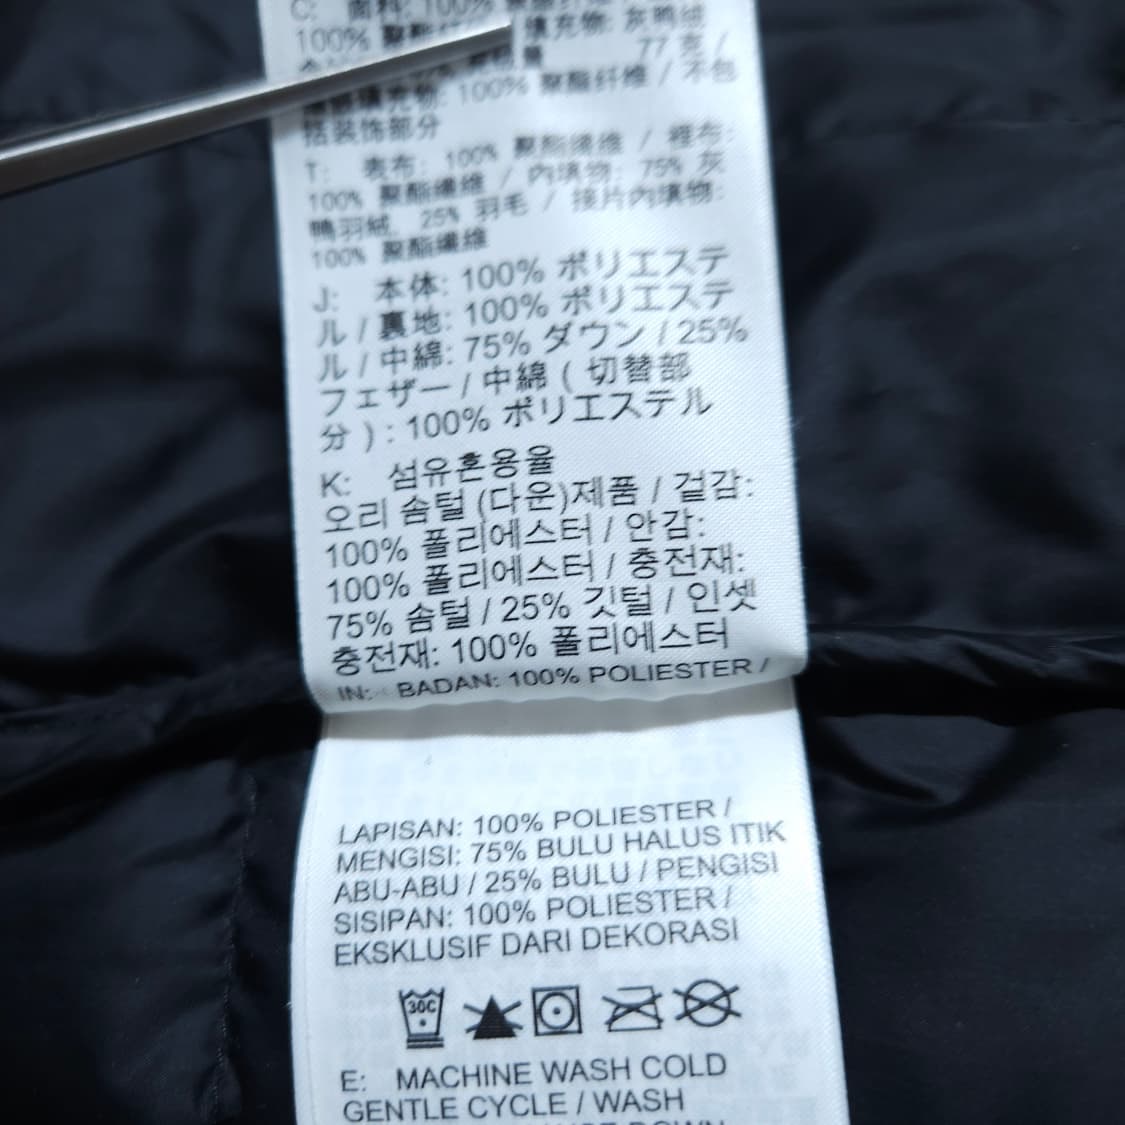 C: 面料: 100%
100% 聚酯 填充物: 灰鸭绒
77 克 /
填充物: 100% 聚酯纤维 / 不包
括装饰部分
T: 表布: 100% 聚酯纖維 / 裡布:
100% 聚酯纖維 / 內填物: 75% 灰
鴨羽絨, 25% 羽毛 / 接片內填物:
100% 聚酯纖維
J: 本体: 100% ポリエステ
ル / 裏地: 100% ポリエステ
ル / 中綿: 75% ダウン / 25%
フェザー / 中綿 ( 切替部
分 ) : 100% ポリエステル
K: 섬유혼용율
오리 솜털 (다운)제품 / 겉감:
100% 폴리에스터 / 안감:
100% 폴리에스터 / 충전재:
75% 솜털 / 25% 깃털 / 인셋
충전재: 100% 폴리에스터
IN: BADAN: 100% POLIESTER /
LAPISAN: 100% POLIESTER /
MENGISI: 75% BULU HALUS ITIK
ABU-ABU / 25% BULU / PENGISI
SISIPAN: 100% POLIESTER /
EKSKLUSIF DARI DEKORASI
30C
E: MACHINE WASH COLD
GENTLE CYCLE / WASH